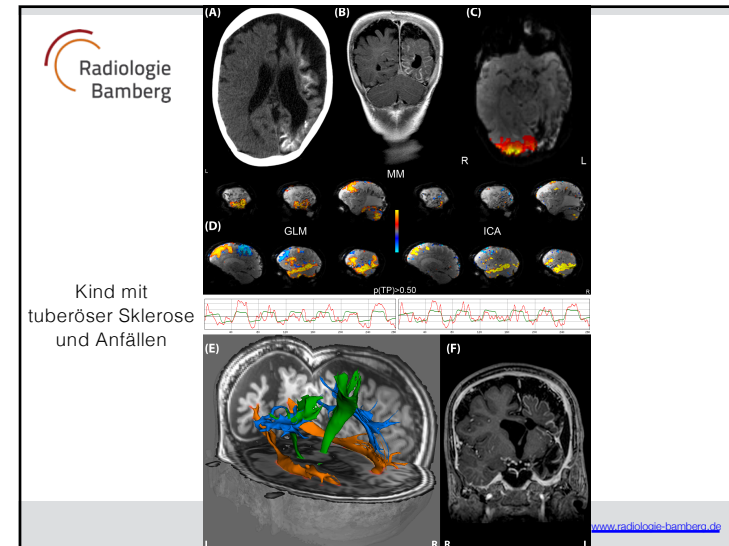 Radiologie
Bamberg
Kind mit
tuberöser Sklerose
und Anfällen
(A)
(B)
(C)
R
L
L
MM
(D)
GLM
ICA
p(TP)>0.50
R
(E)
(F)
L
R
R
L
www.radiologie-bamberg.de